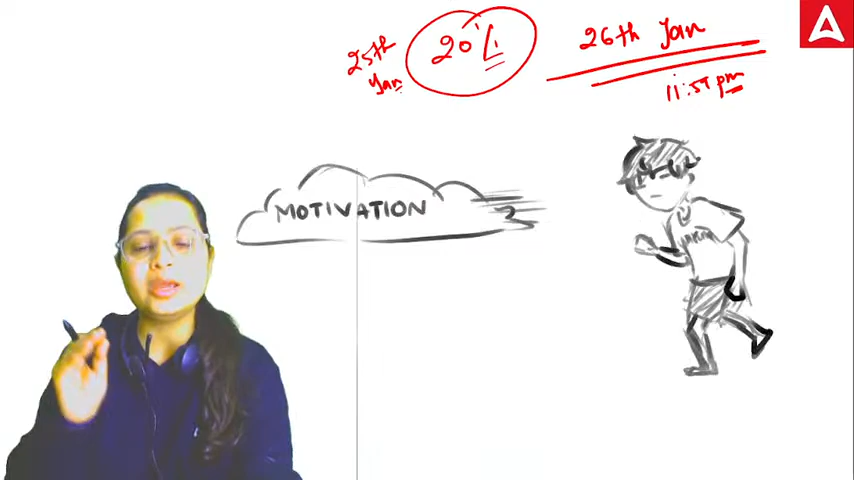 25th
Jan
20%
26th Jan
11:59 pm
MOTIVATION